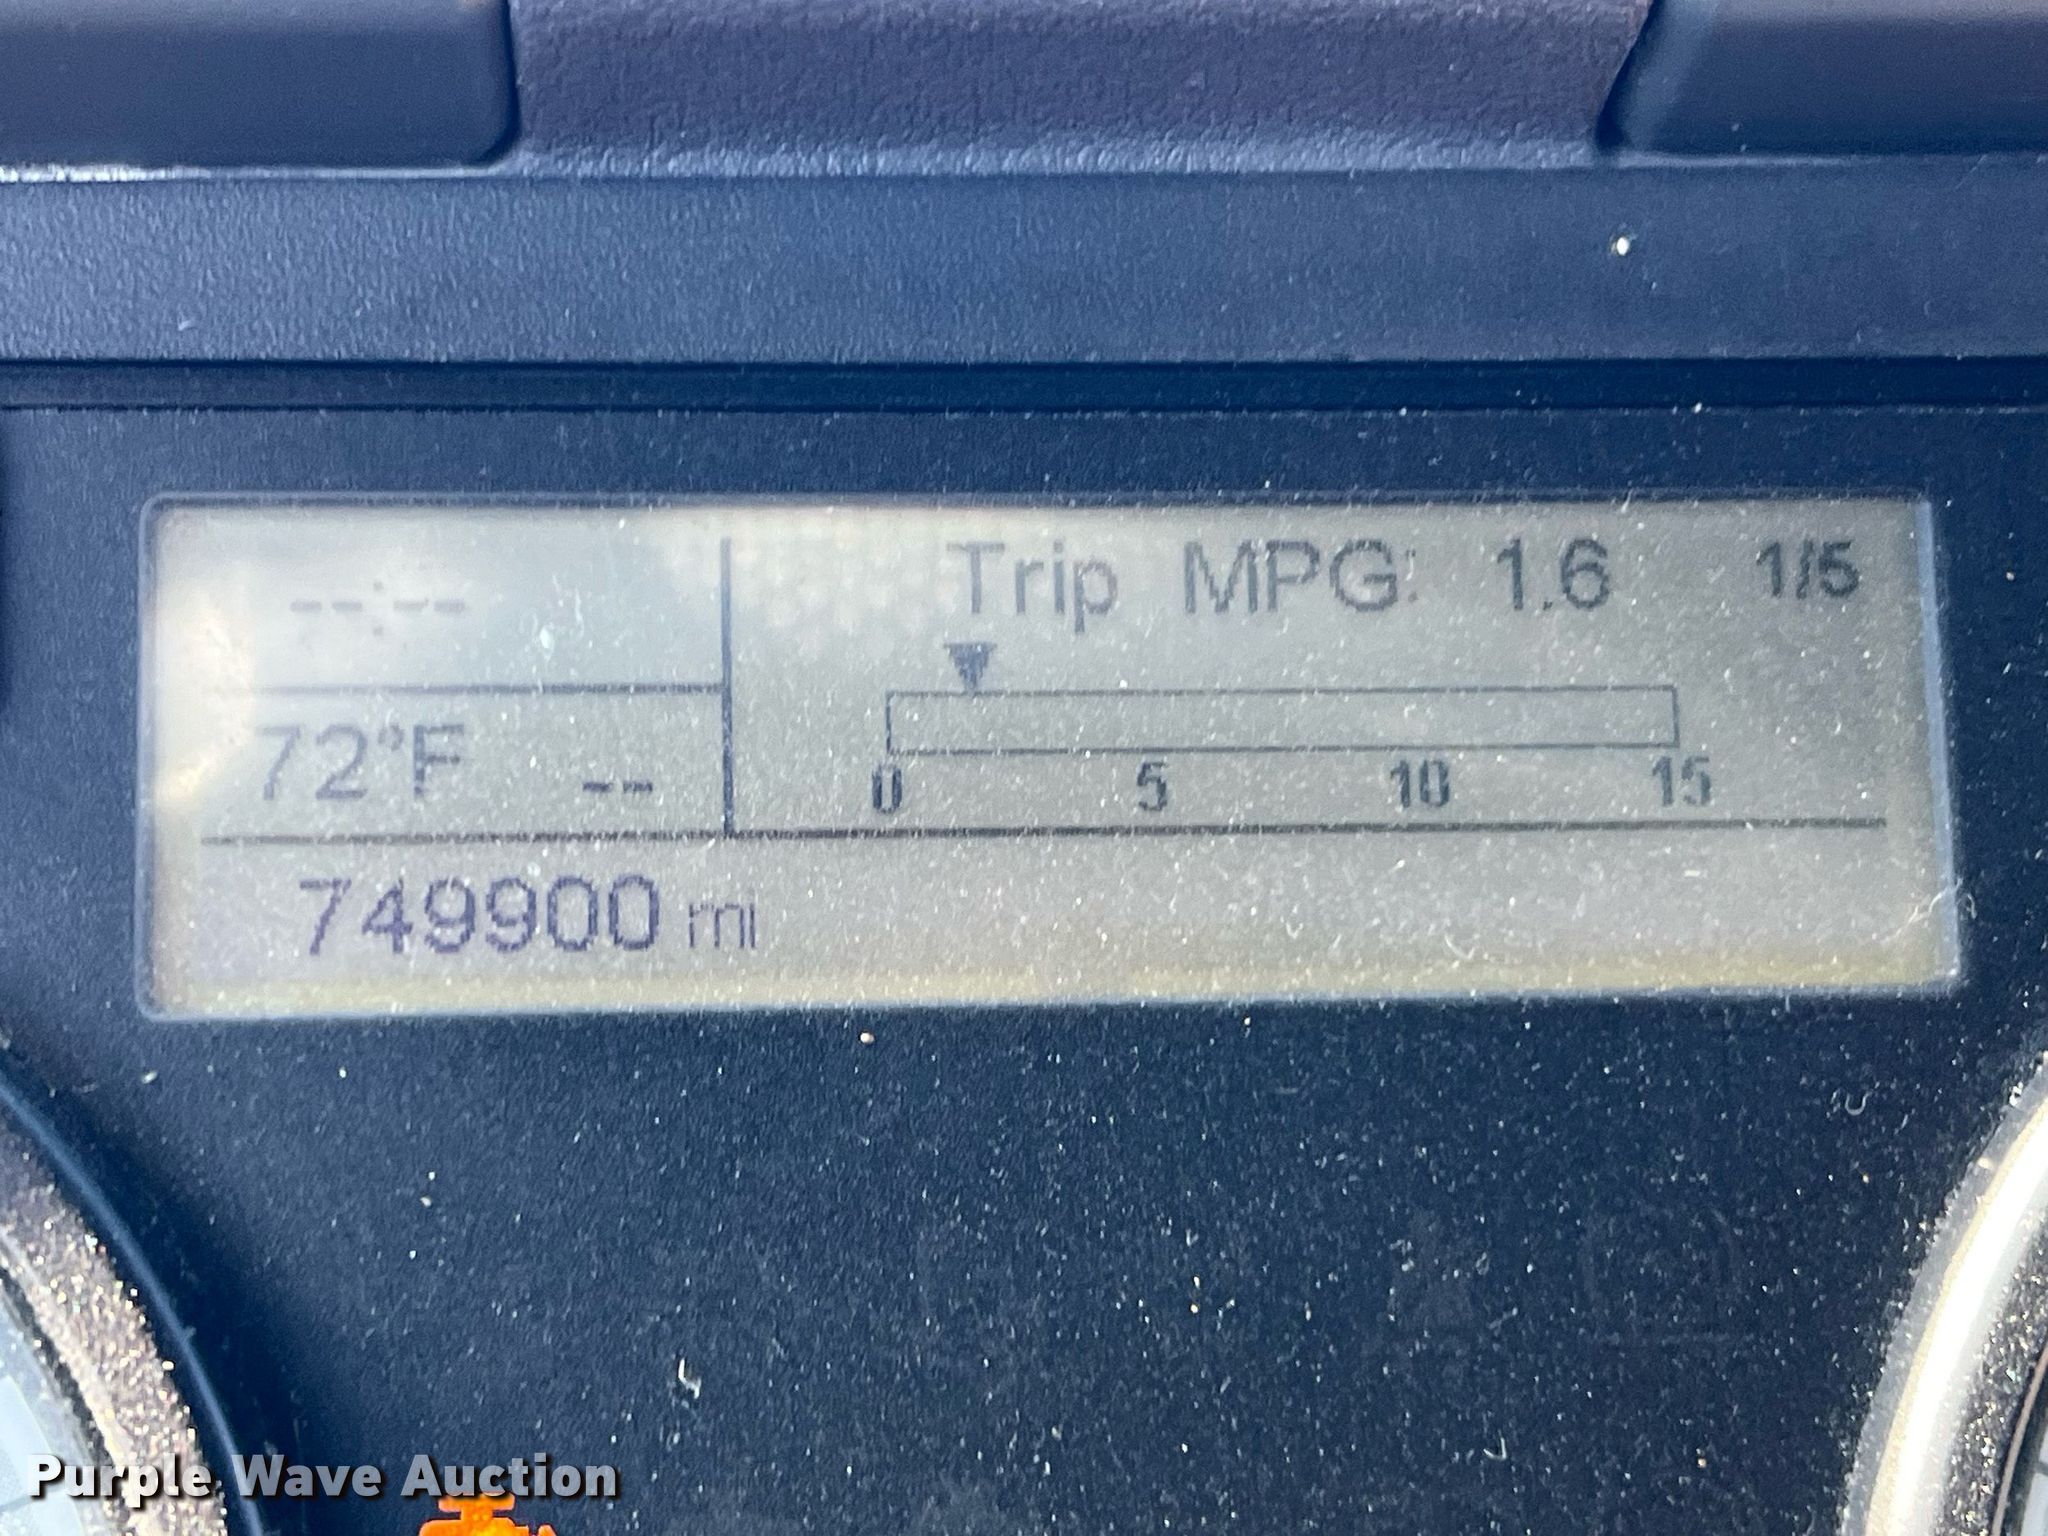 --:--
Trip MPG: 1.6 1/5
72°F --
0 5 10 15
749900 mi
Purple Wave Auction